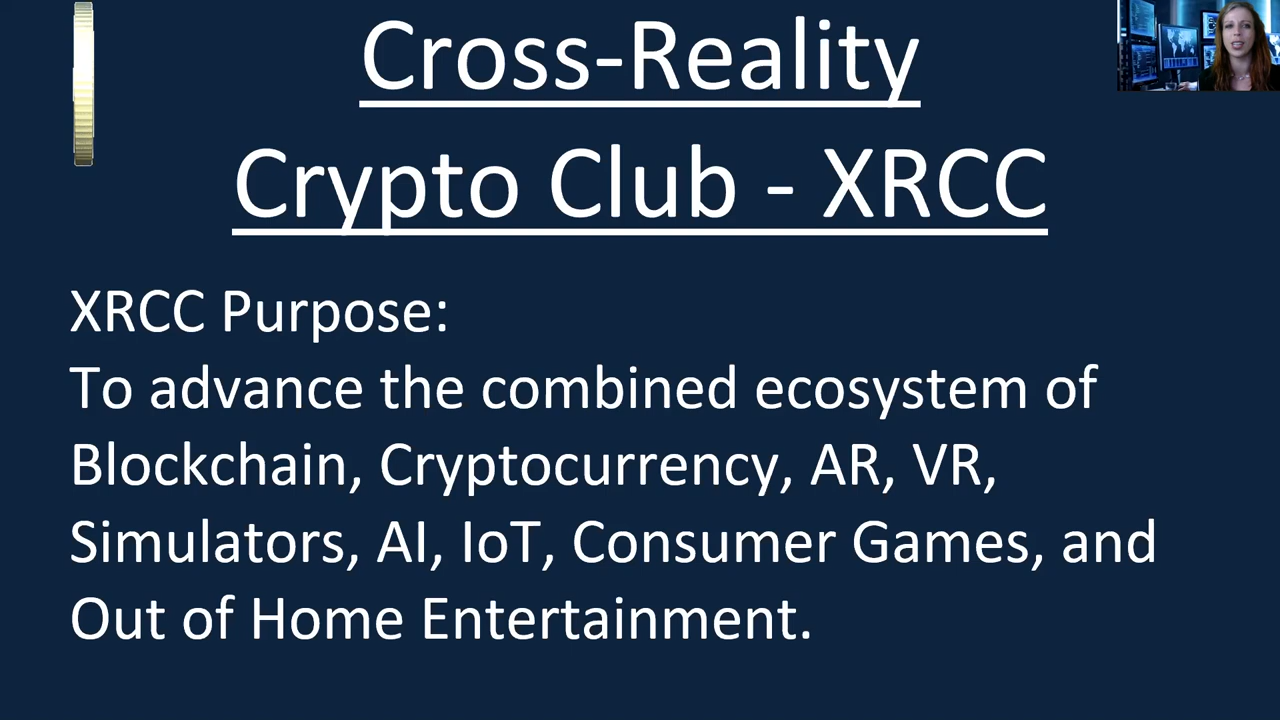 Cross-Reality
Crypto Club - XRCC
XRCC Purpose:
To advance the combined ecosystem of
Blockchain, Cryptocurrency, AR, VR,
Simulators, AI, IoT, Consumer Games, and
Out of Home Entertainment.